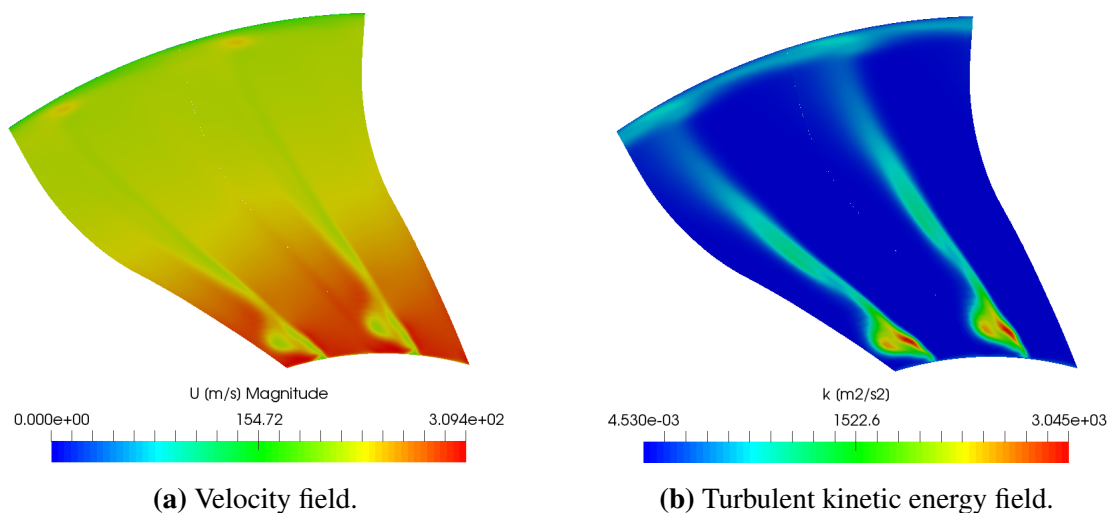 U [m/s] Magnitude
0.000e+00 154.72 3.094e+02
(a) Velocity field.
k [m2/s2]
4.530e-03 1522.6 3.045e+03
(b) Turbulent kinetic energy field.